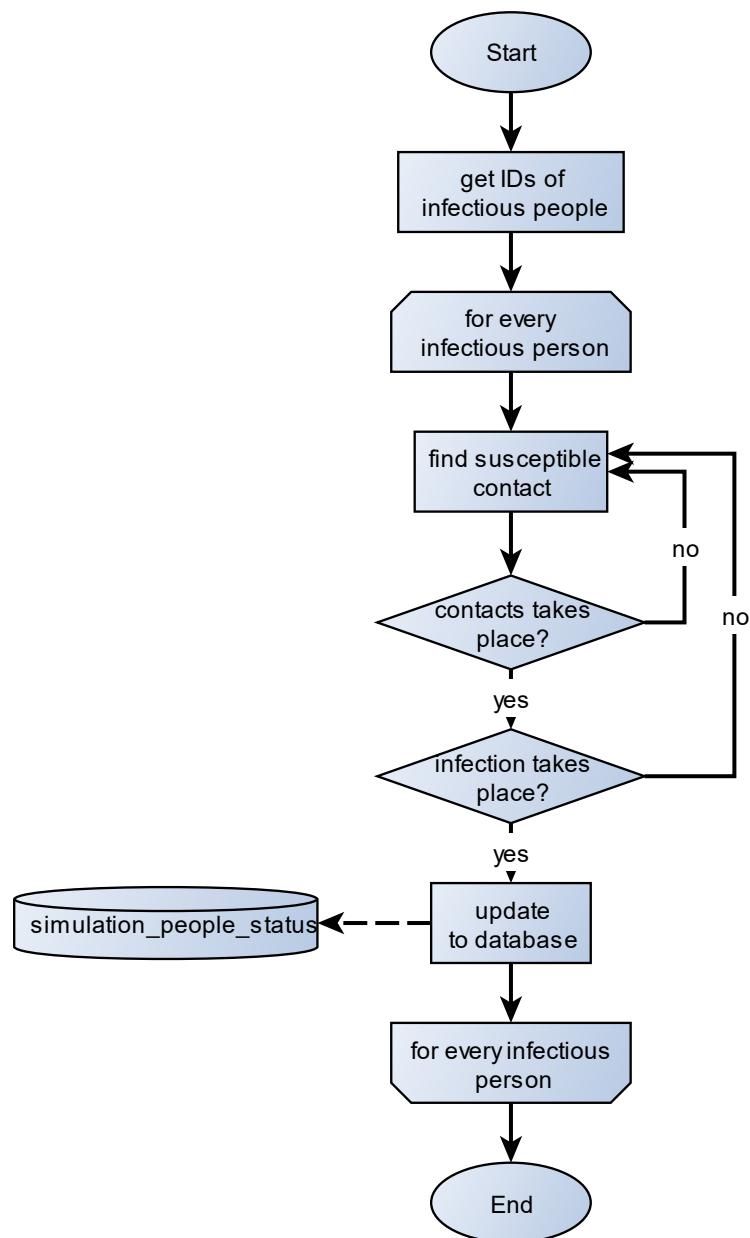 Start
get IDs of
infectious people
for every
infectious person
find susceptible
contact
no
contacts takes
place?
no
yes
infection takes
place?
yes
update
to database
simulation_people_status
for every infectious
person
End